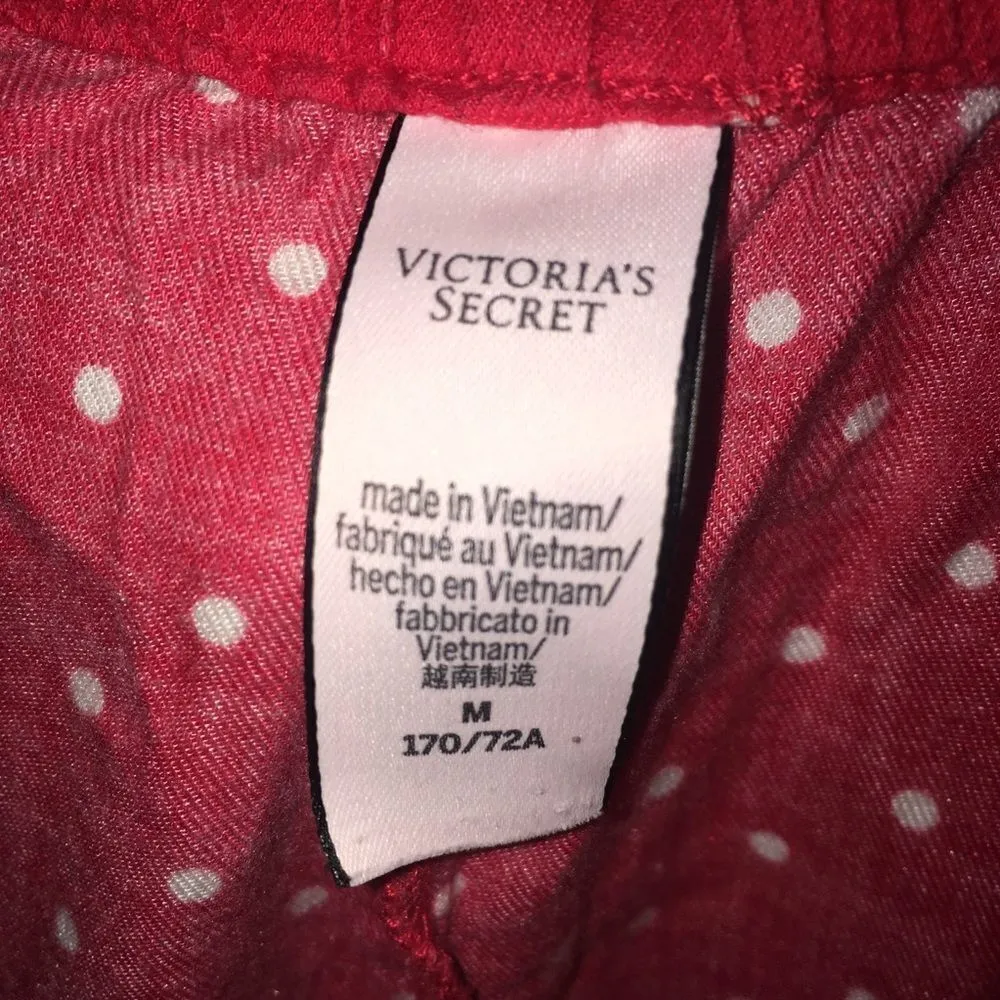 VICTORIA'S
SECRET
made in Vietnam/
fabriqué au Vietnam/
hecho en Vietnam/
fabbricato in
Vietnam/
越南制造
M
170/72A